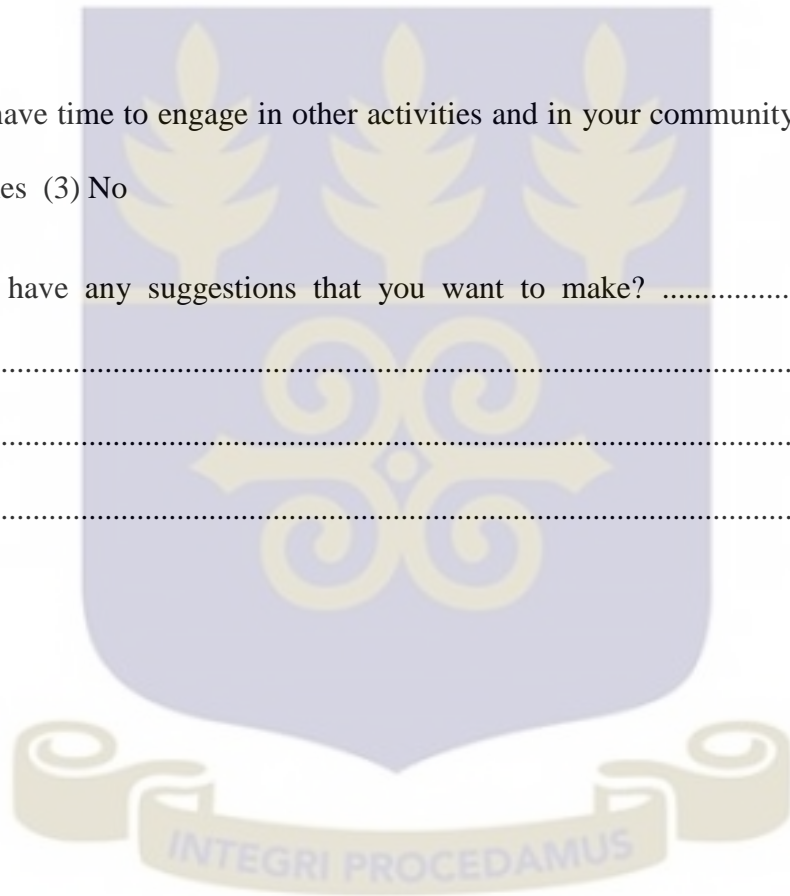 have time to engage in other activities and in your community
es (3) No
have any suggestions that you want to make? ................
................................................................................
................................................................................
................................................................................
INTEGRI PROCEDAMUS